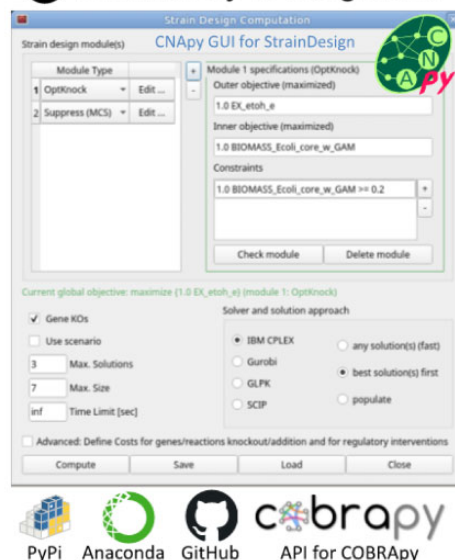 Strain Design Computation
Strain design module(s)
CNApy GUI for StrainDesign
CNApy
Module Type
1 OptKnock Edit ...
2 Suppress (MCS) Edit ...
+
-
Module 1 specifications (OptKnock)
Outer objective (maximized)
1.0 EX_etoh_e
Inner objective (maximized)
1.0 BIOMASS_Ecoli_core_w_GAM
Constraints
1.0 BIOMASS_Ecoli_core_w_GAM >= 0.2
+
-
Check module Delete module
Current global objective: maximize {1.0 EX_etoh_e} (module 1: OptKnock)
Gene KOs
Use scenario
3 Max. Solutions
7 Max. Size
inf Time Limit [sec]
Solver and solution approach
IBM CPLEX
Gurobi
GLPK
SCIP
any solution(s) (fast)
best solution(s) first
populate
Advanced: Define Costs for genes/reactions knockout/addition and for regulatory interventions
Compute Save Load Close
cobrapy
PyPi Anaconda GitHub API for COBRApy